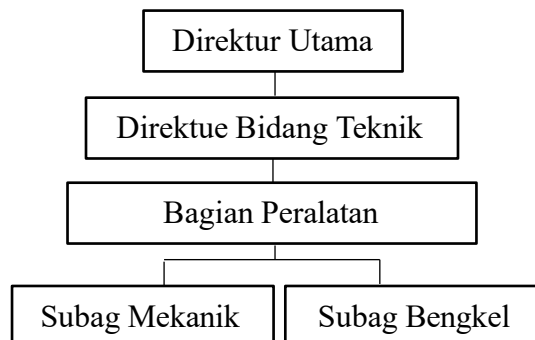 Direktur Utama
Direktue Bidang Teknik
Bagian Peralatan
Subag Mekanik
Subag Bengkel